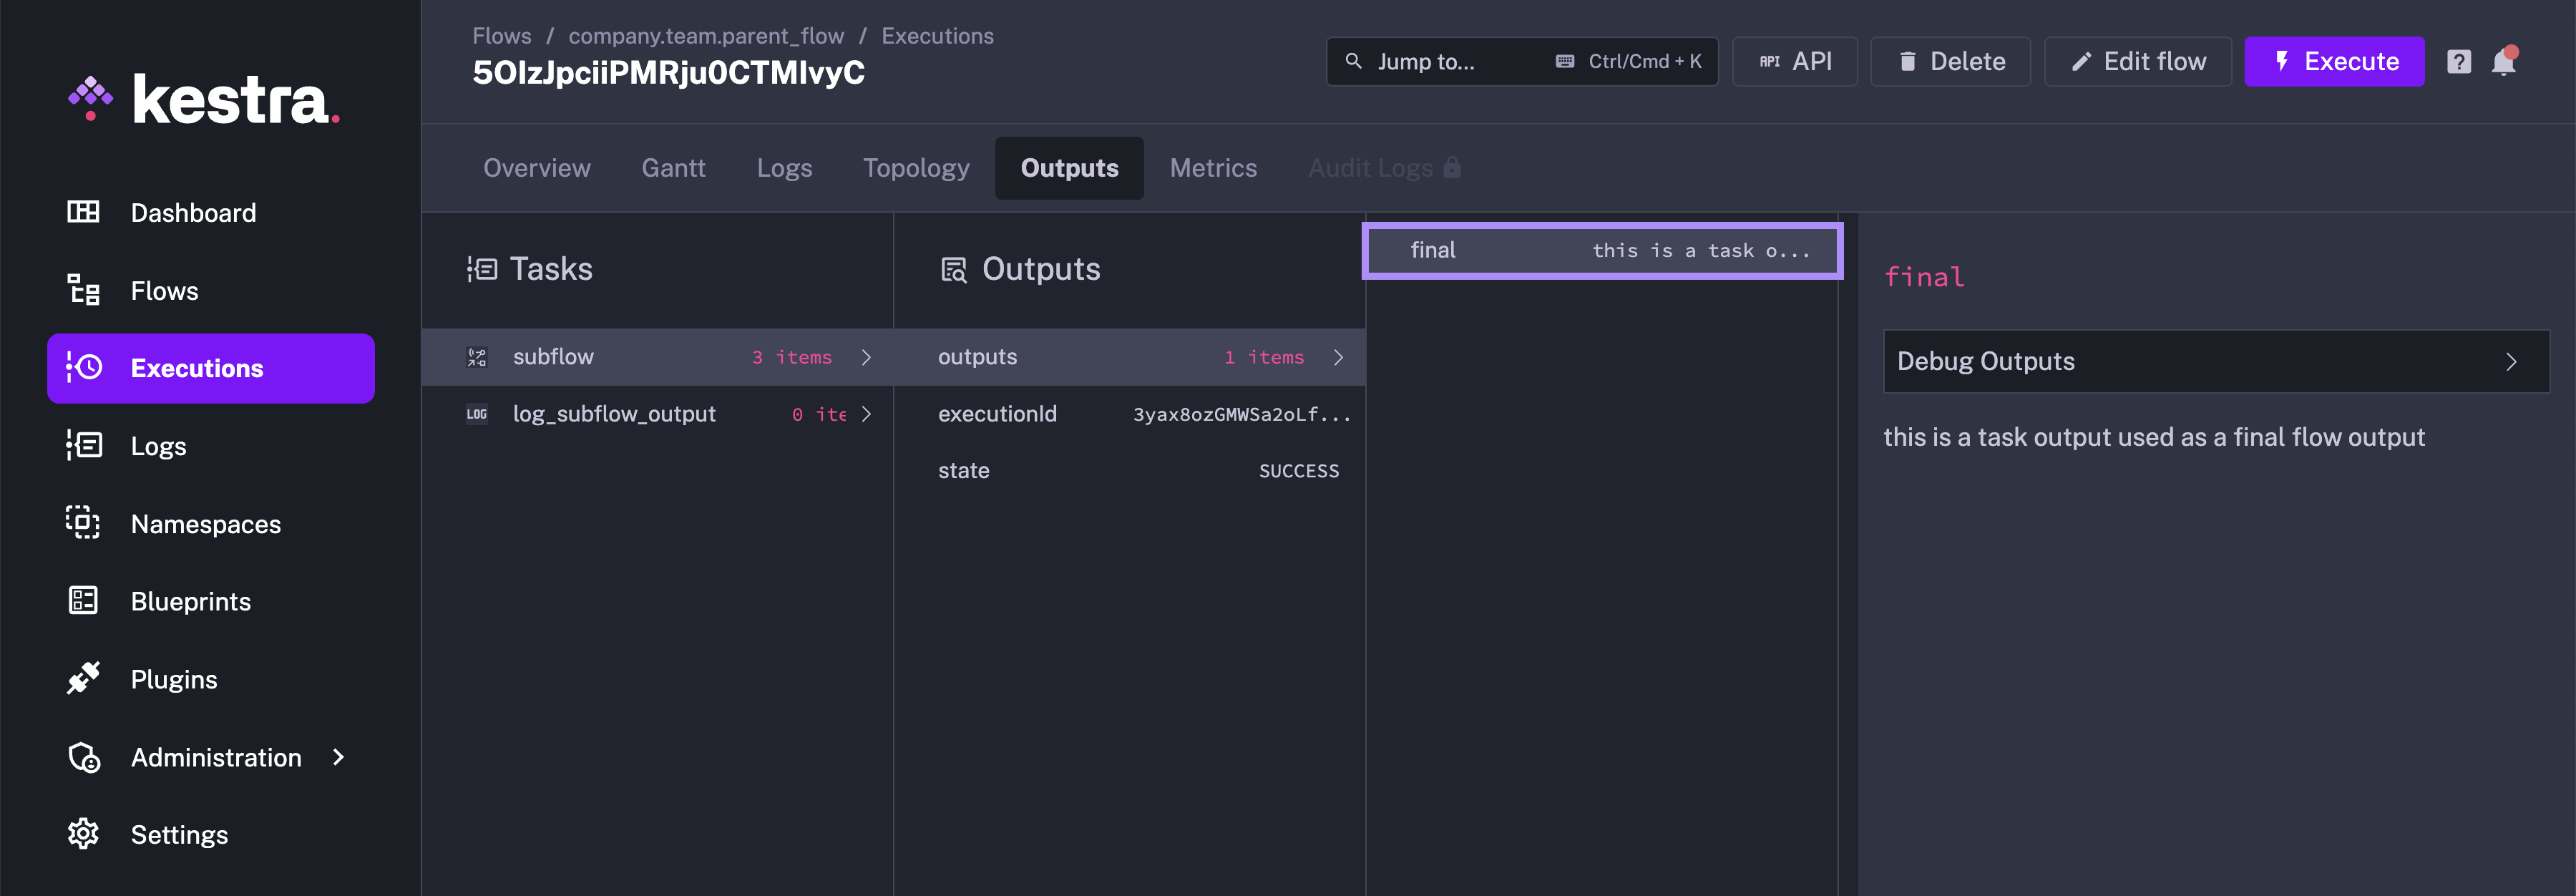 kestra.
Dashboard
Flows
Executions
Logs
Namespaces
Blueprints
Plugins
Administration
Settings
Flows / company.team.parent_flow / Executions
5OIzJpciiPMRju0CTMIvyC
Jump to... Ctrl/Cmd + K
API API
Delete
Edit flow
Execute
?
Overview
Gantt
Logs
Topology
Outputs
Metrics
Audit Logs
Tasks
subflow 3 items
LOG log_subflow_output 0 ite
Outputs
outputs 1 items
executionId 3yax8ozGMWSa2oLf...
state SUCCESS
final this is a task o...
final
Debug Outputs
this is a task output used as a final flow output